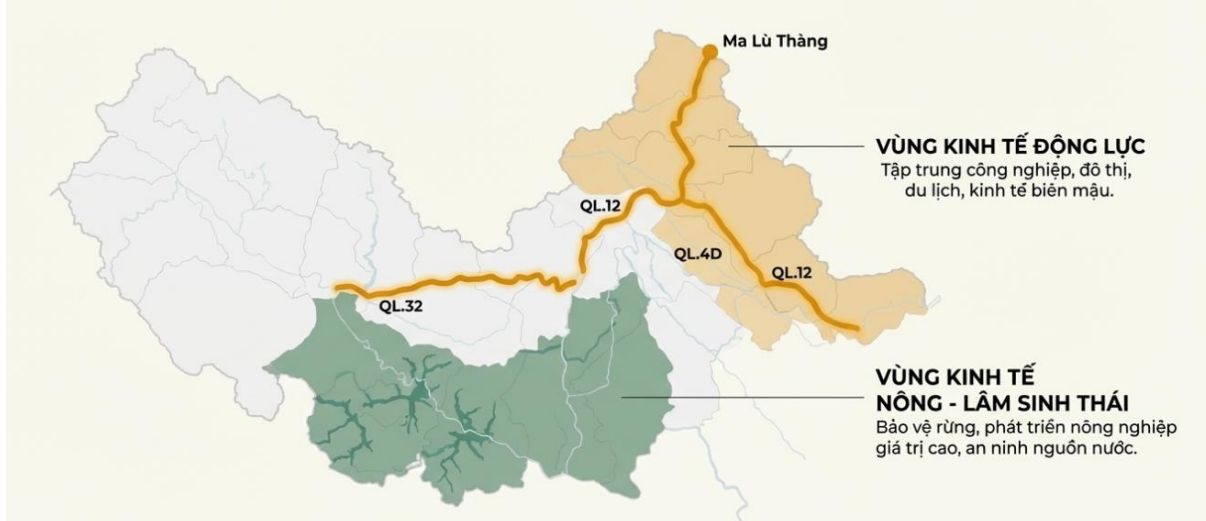 Ma Lù Thàng
VÙNG KINH TẾ ĐỘNG LỰC
Tập trung công nghiệp, đô thị,
du lịch, kinh tế biên mậu.
QL.12
QL.4D
QL.12
QL.32
VÙNG KINH TẾ
NÔNG - LÂM SINH THÁI
Bảo vệ rừng, phát triển nông nghiệp
giá trị cao, an ninh nguồn nước.